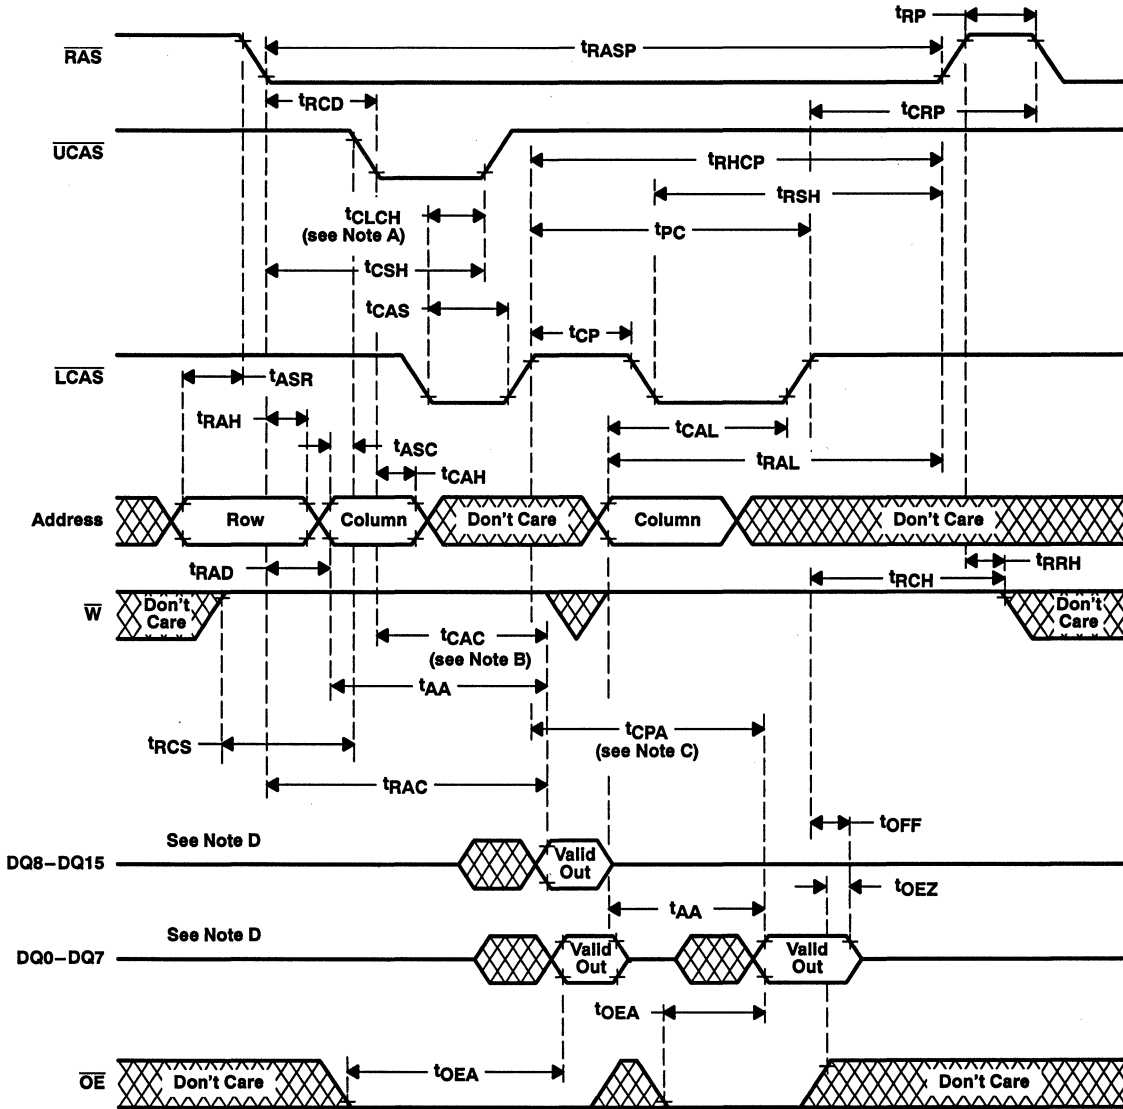 tRP
RAS
tRASP
tRCD
tCRP
UCAS
tRHCP
tRSH
tCLCH
(see Note A)
tPC
tCSH
tCAS
tCP
LCAS
tASR
tRAH
tCAL
tASC
tRAL
tCAH
Address
Row
Column
Don't Care
Column
Don't Care
tRAD
tRRH
tRCH
W
Don't
Care
Don't
Care
tCAC
(see Note B)
tAA
tCPA
(see Note C)
tRCS
tRAC
tOFF
See Note D
DQ8–DQ15
Valid
Out
tOEZ
tAA
See Note D
DQ0–DQ7
Valid
Out
Valid
Out
tOEA
tOEA
OE
Don't Care
Don't Care